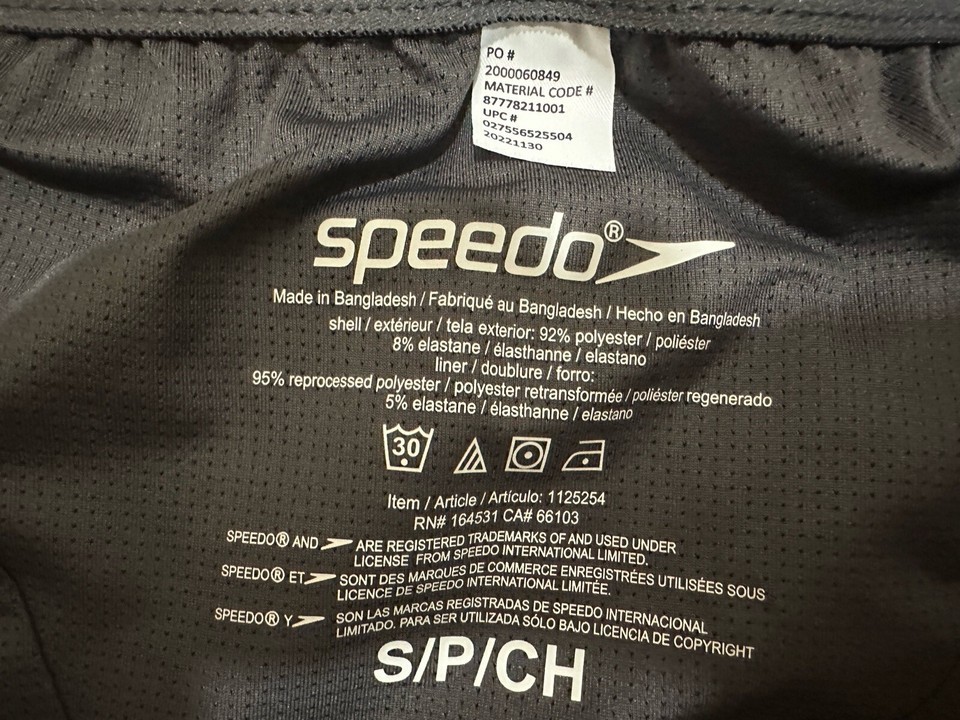 PO #
2000060849
MATERIAL CODE #
87778211001
UPC #
027556525504
20221130
speedo®
Made in Bangladesh / Fabriqué au Bangladesh / Hecho en Bangladesh
shell / extérieur / tela exterior: 92% polyester / poliéster
8% elastane / élasthanne / elastano
liner / doublure / forro:
95% reprocessed polyester / polyester retransformée / poliéster regenerado
5% elastane / élasthanne / elastano
30
Item / Article / Artículo: 1125254
RN# 164531 CA# 66103
SPEEDO® AND ARE REGISTERED TRADEMARKS OF AND USED UNDER
LICENSE FROM SPEEDO INTERNATIONAL LIMITED.
SPEEDO® ET SONT DES MARQUES DE COMMERCE ENREGISTRÉES UTILISÉES SOUS
LICENCE DE SPEEDO INTERNATIONAL LIMITÉE.
SPEEDO® Y SON LAS MARCAS REGISTRADAS DE SPEEDO INTERNACIONAL
LIMITADO. PARA SER UTILIZADA SÓLO BAJO LICENCIA DE COPYRIGHT
S/P/CH